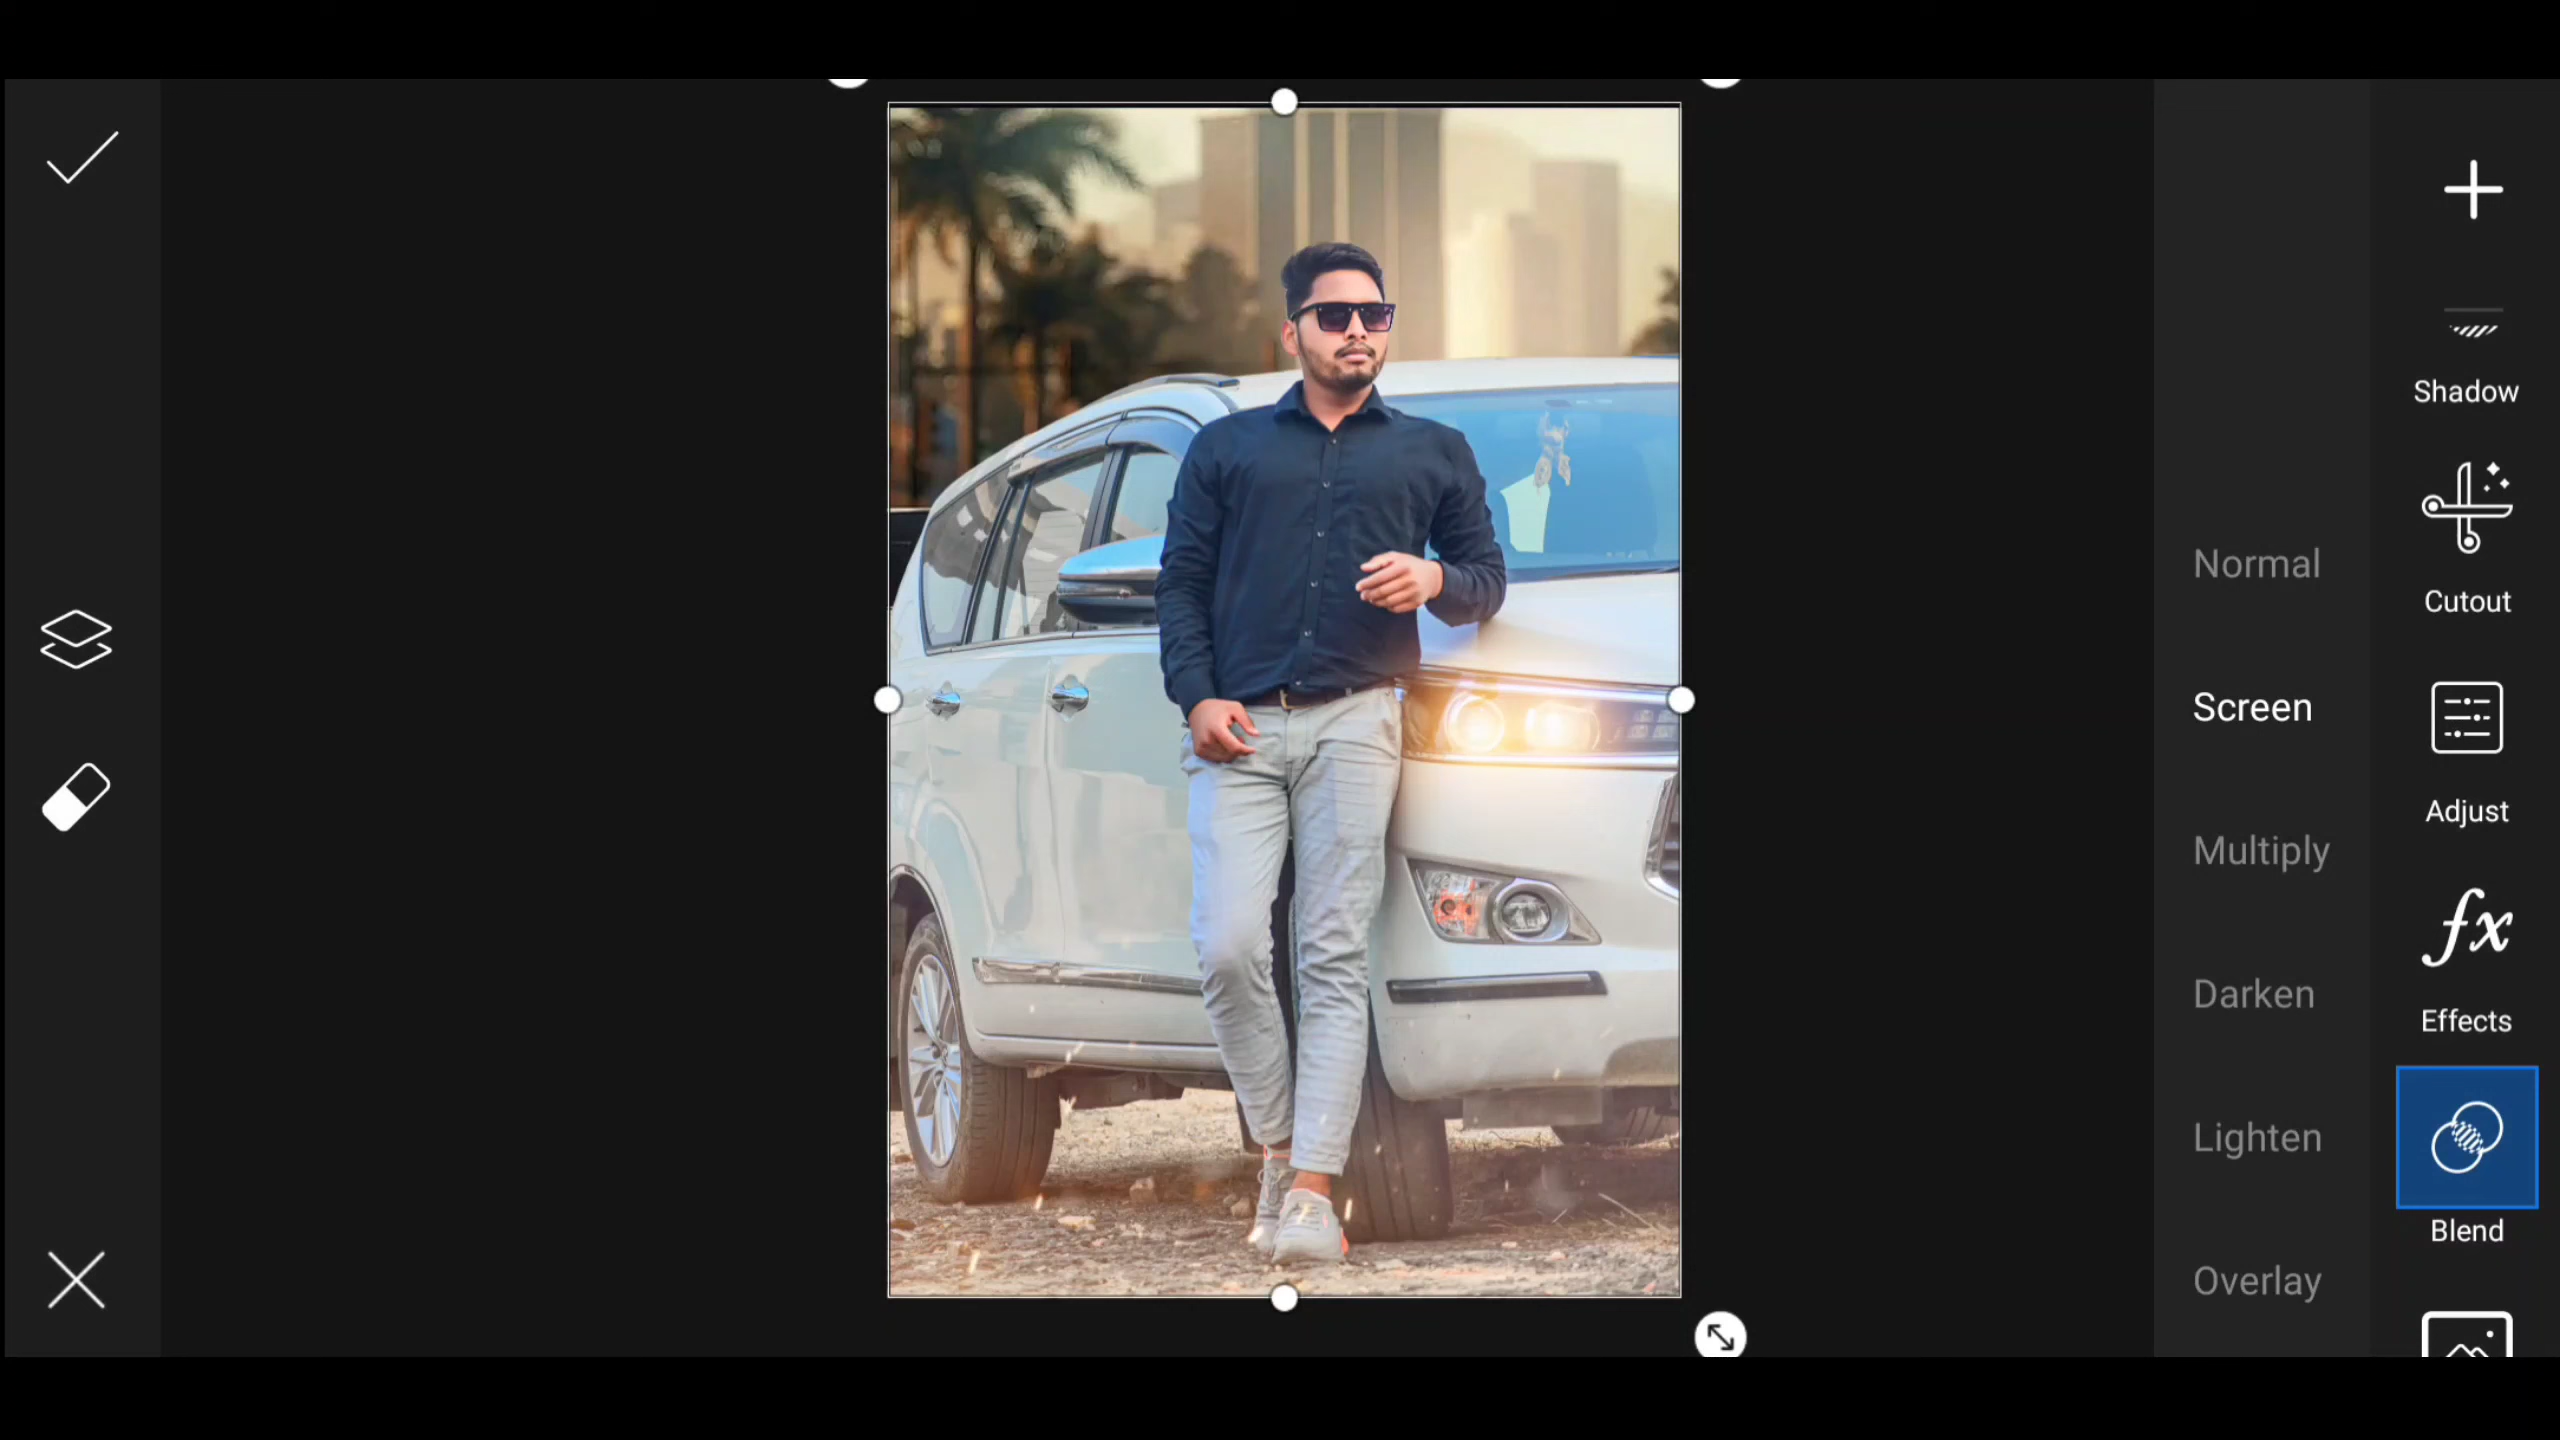 Normal
Screen
Multiply
Darken
Lighten
Overlay
Shadow
Cutout
Adjust
fx
Effects
Blend